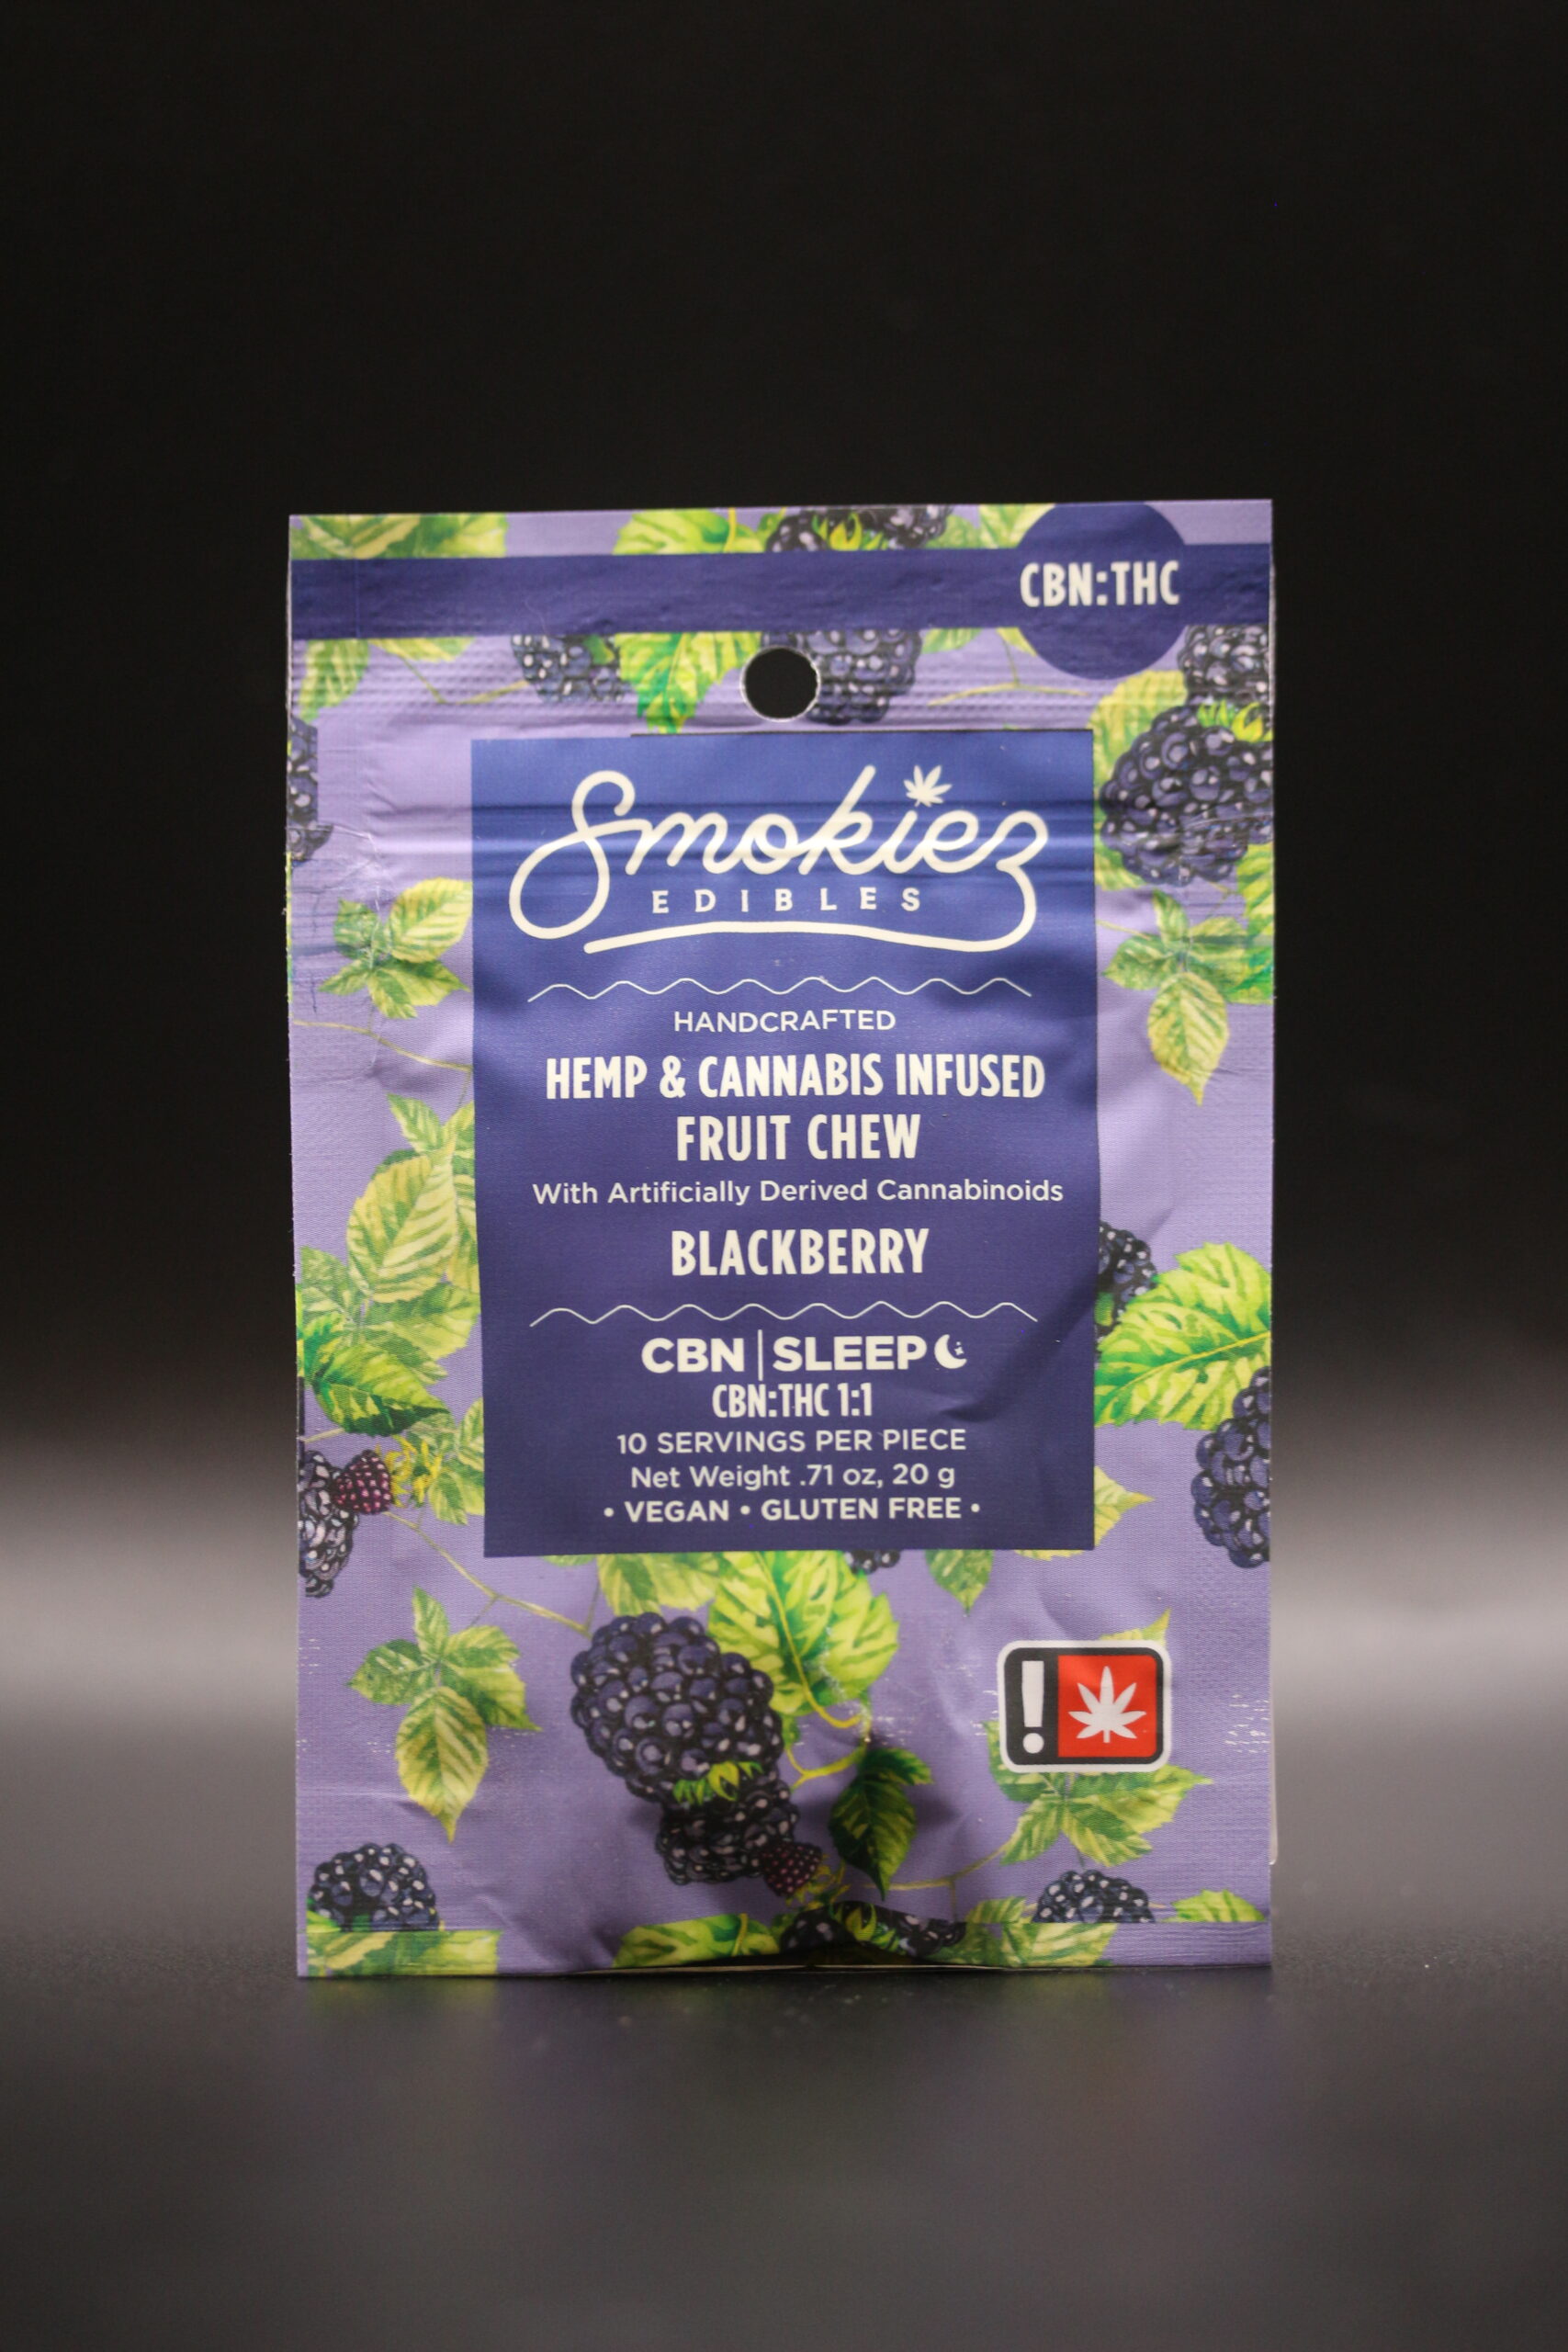 CBN:THC
Smokiez
EDIBLES
HANDCRAFTED
HEMP & CANNABIS INFUSED
FRUIT CHEW
With Artificially Derived Cannabinoids
BLACKBERRY
CBN | SLEEP
CBN:THC 1:1
10 SERVINGS PER PIECE
Net Weight .71 oz, 20 g
• VEGAN • GLUTEN FREE •
!